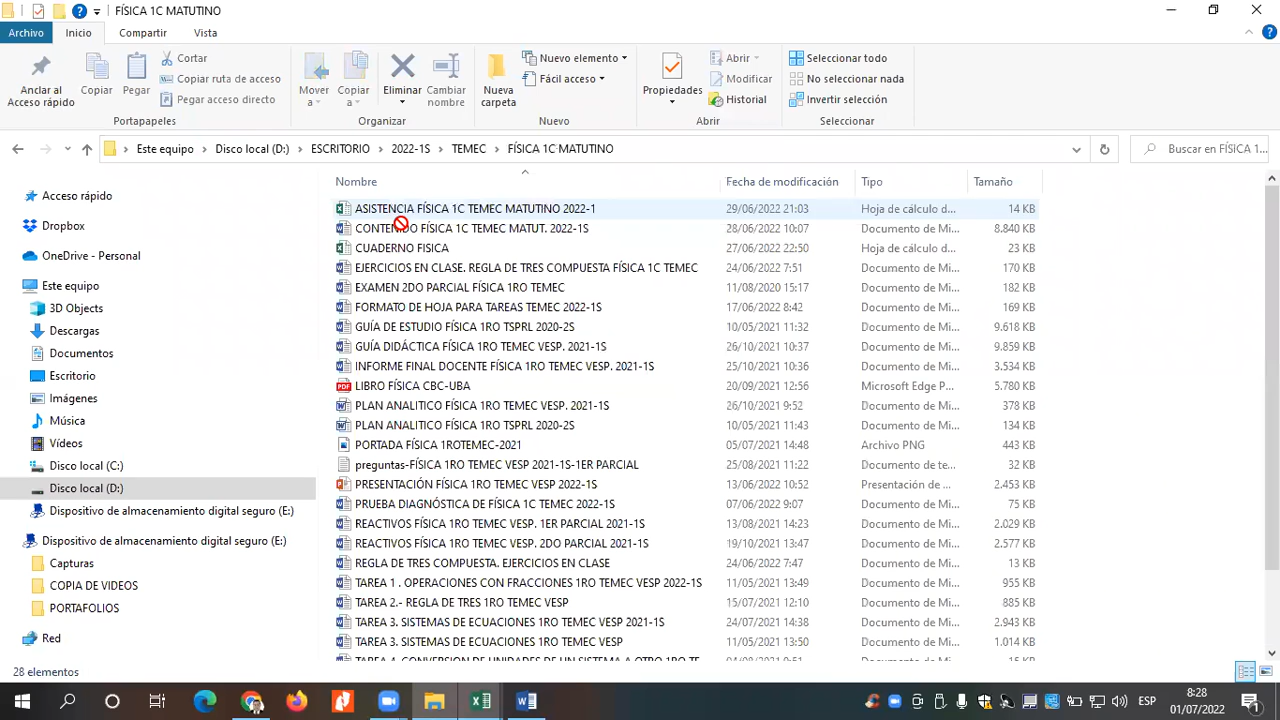 FÍSICA 1C MATUTINO
Archivo Inicio Compartir Vista
Anclar al Acceso rápido
Copiar
Pegar
Cortar
Copiar ruta de acceso
Pegar acceso directo
Portapapeles
Mover a
Copiar a
Eliminar
Cambiar nombre
Organizar
Nueva carpeta
Nuevo elemento
Fácil acceso
Nuevo
Propiedades
Abrir
Modificar
Historial
Abrir
Seleccionar todo
No seleccionar nada
Invertir selección
Seleccionar
Este equipo > Disco local (D:) > ESCRITORIO > 2022-1S > TEMEC > FÍSICA 1C MATUTINO
Buscar en FÍSICA 1...
Acceso rápido
Dropbox
OneDrive - Personal
Este equipo
3D Objects
Descargas
Documentos
Escritorio
Imágenes
Música
Vídeos
Disco local (C:)
Disco local (D:)
Dispositivo de almacenamiento digital seguro (E:)
Dispositivo de almacenamiento digital seguro (E:)
Capturas
COPIA DE VIDEOS
PORTAFOLIOS
Red
Nombre Fecha de modificación Tipo Tamaño
ASISTENCIA FÍSICA 1C TEMEC MATUTINO 2022-1 29/06/2022 21:03 Hoja de cálculo d... 14 KB
CONTENIDO FÍSICA 1C TEMEC MATUT. 2022-1S 28/06/2022 10:07 Documento de Mi... 8.840 KB
CUADERNO FISICA 27/06/2022 22:50 Hoja de cálculo d... 23 KB
EJERCICIOS EN CLASE. REGLA DE TRES COMPUESTA FÍSICA 1C TEMEC 24/06/2022 7:51 Documento de Mi... 170 KB
EXAMEN 2DO PARCIAL FÍSICA 1RO TEMEC 11/08/2020 15:17 Documento de Mi... 182 KB
FORMATO DE HOJA PARA TAREAS TEMEC 2022-1S 17/06/2022 8:42 Documento de Mi... 169 KB
GUÍA DE ESTUDIO FÍSICA 1RO TSPRL 2020-2S 10/05/2021 11:32 Documento de Mi... 9.618 KB
GUÍA DIDÁCTICA FÍSICA 1RO TEMEC VESP. 2021-1S 26/10/2021 10:37 Documento de Mi... 9.859 KB
INFORME FINAL DOCENTE FÍSICA 1RO TEMEC VESP. 2021-1S 25/10/2021 10:36 Documento de Mi... 3.534 KB
LIBRO FÍSICA CBC-UBA 20/09/2021 12:56 Microsoft Edge P... 5.780 KB
PLAN ANALITICO FÍSICA 1RO TEMEC VESP. 2021-1S 26/10/2021 9:52 Documento de Mi... 378 KB
PLAN ANALITICO FÍSICA 1RO TSPRL 2020-2S 10/05/2021 11:43 Documento de Mi... 134 KB
PORTADA FÍSICA 1ROTEMEC-2021 05/07/2021 14:48 Archivo PNG 443 KB
preguntas-FÍSICA 1RO TEMEC VESP 2021-1S-1ER PARCIAL 25/08/2021 11:22 Documento de te... 32 KB
PRESENTACIÓN FÍSICA 1RO TEMEC VESP 2022-1S 13/06/2022 10:52 Presentación de ... 2.453 KB
PRUEBA DIAGNÓSTICA DE FÍSICA 1C TEMEC 2022-1S 07/06/2022 9:07 Documento de Mi... 75 KB
REACTIVOS FÍSICA 1RO TEMEC VESP. 1ER PARCIAL 2021-1S 13/08/2021 14:23 Documento de Mi... 2.029 KB
REACTIVOS FÍSICA 1RO TEMEC VESP. 2DO PARCIAL 2021-1S 19/10/2021 13:47 Documento de Mi... 2.577 KB
REGLA DE TRES COMPUESTA. EJERCICIOS EN CLASE 24/06/2022 7:47 Documento de Mi... 13 KB
TAREA 1 . OPERACIONES CON FRACCIONES 1RO TEMEC VESP 2022-1S 11/05/2021 13:49 Documento de Mi... 955 KB
TAREA 2.- REGLA DE TRES 1RO TEMEC VESP 15/07/2021 12:10 Documento de Mi... 885 KB
TAREA 3. SISTEMAS DE ECUACIONES 1RO TEMEC VESP 2021-1S 24/07/2021 14:38 Documento de Mi... 2.943 KB
TAREA 3. SISTEMAS DE ECUACIONES 1RO TEMEC VESP 11/05/2021 13:50 Documento de Mi... 1.014 KB
TAREA 4. CONVERSION DE UNIDADES DE UN SISTEMA A OTRO 1RO TE 04/08/2021 9:51 Documento de Mi... 15 KB
28 elementos
ESP
8:28
01/07/2022